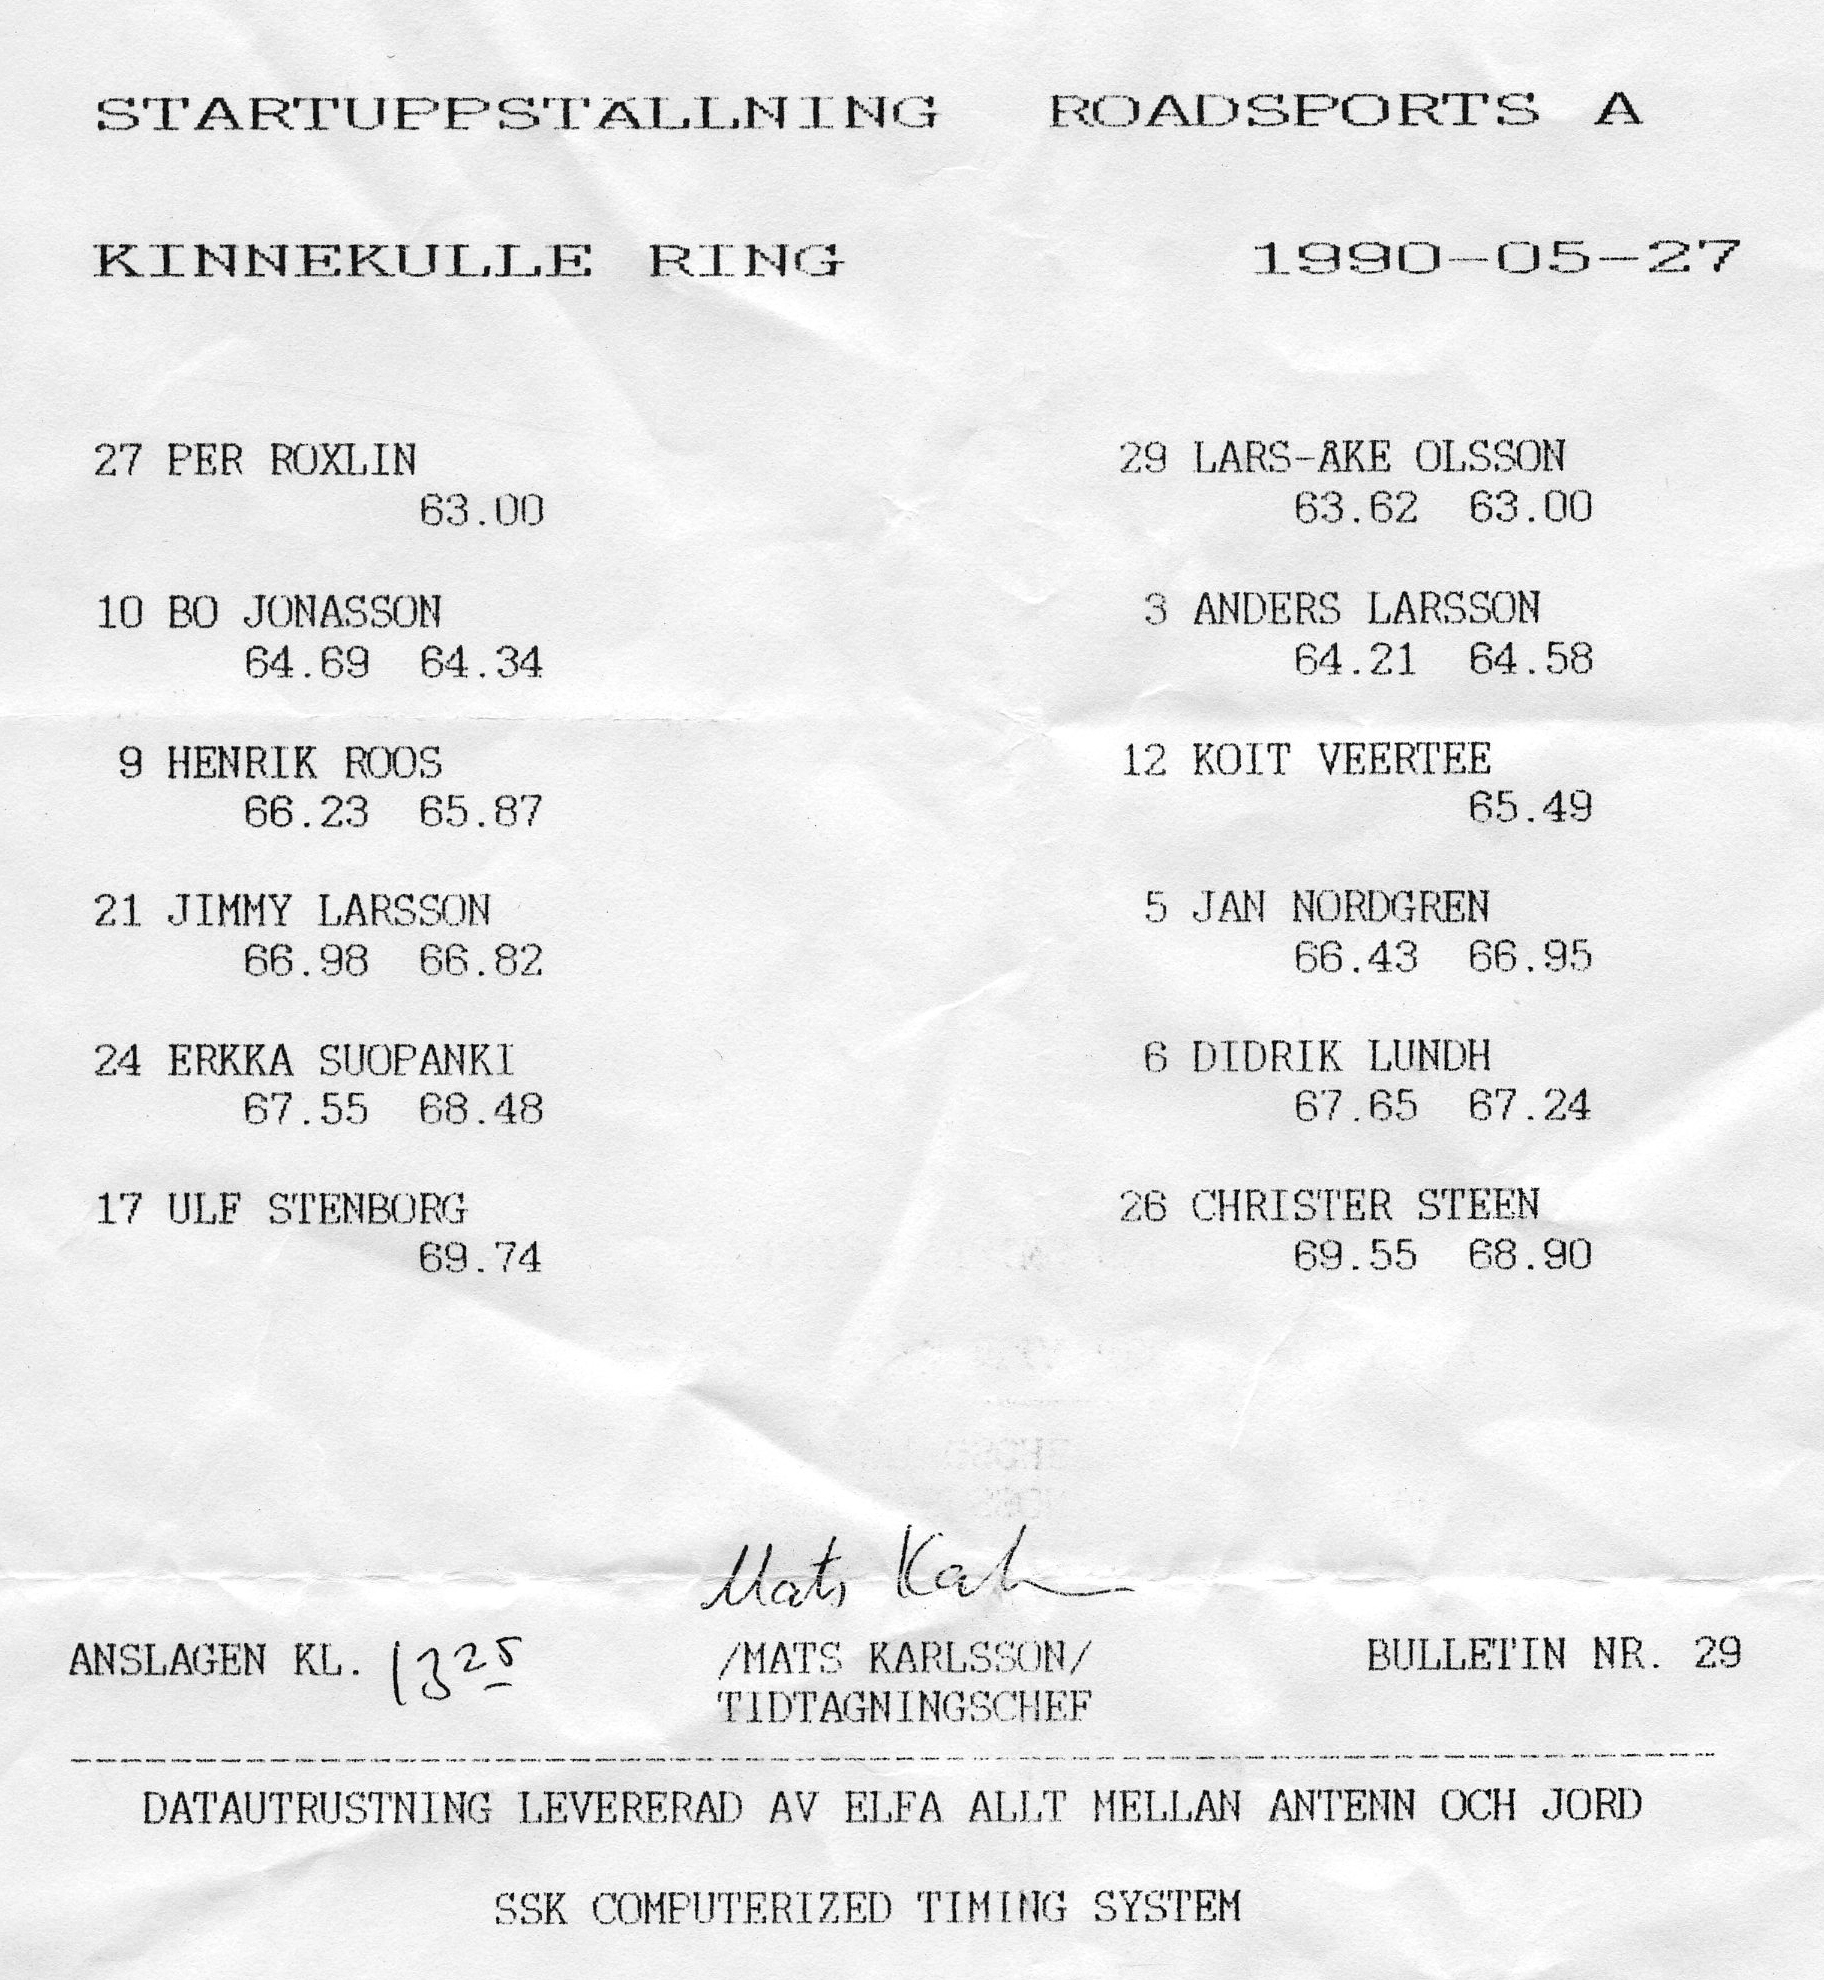 STARTUPPSTÄLLNING ROADSPORTS A
KINNEKULLE RING 1990-05-27
27 PER ROXLIN 29 LARS-ÅKE OLSSON
63.00 63.62 63.00
10 BO JONASSON 3 ANDERS LARSSON
64.69 64.34 64.21 64.58
9 HENRIK ROOS 12 KOIT VEERTEE
66.23 65.87 65.49
21 JIMMY LARSSON 5 JAN NORDGREN
66.98 66.82 66.43 66.95
24 ERKKA SUOPANKI 6 DIDRIK LUNDH
67.55 68.48 67.65 67.24
17 ULF STENBORG 26 CHRISTER STEEN
69.74 69.55 68.90
Mats
ANSLAGEN KL. 13 25 /MATS KARLSSON/ BULLETIN NR. 29
TIDTAGNINGSCHEF
DATAUTRUSTNING LEVERERAD AV ELFA ALLT MELLAN ANTENN OCH JORD
SSK COMPUTERIZED TIMING SYSTEM